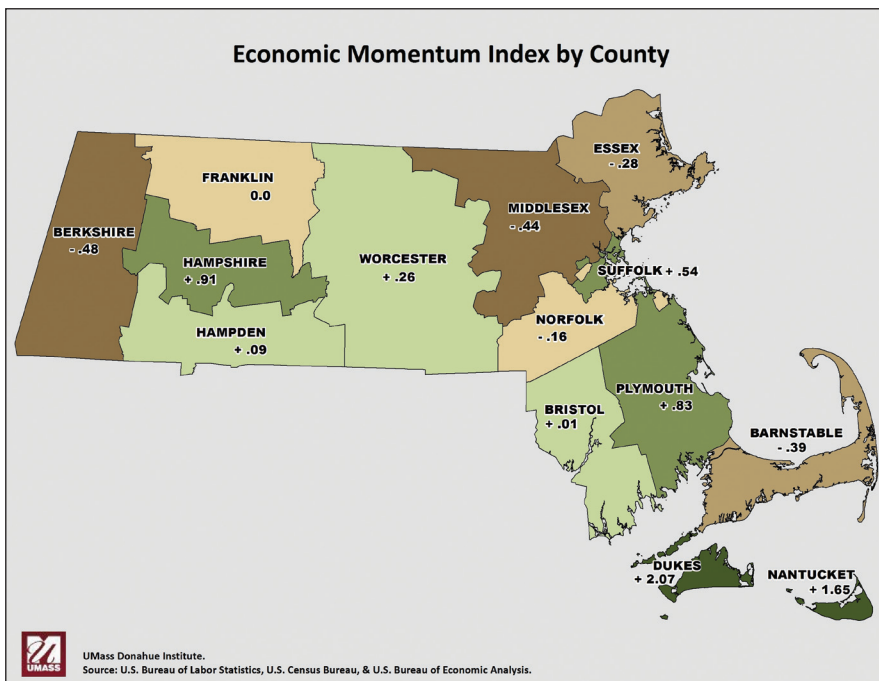 Economic Momentum Index by County
ESSEX
- .28
FRANKLIN
0.0
MIDDLESEX
- .44
BERKSHIRE
- .48
HAMPSHIRE
+ .91
WORCESTER
+ .26
SUFFOLK + .54
HAMPDEN
+ .09
NORFOLK
- .16
PLYMOUTH
+ .83
BRISTOL
+ .01
BARNSTABLE
- .39
DUKES
+ 2.07
NANTUCKET
+ 1.65
UMASS
UMass Donahue Institute.
Source: U.S. Bureau of Labor Statistics, U.S. Census Bureau, & U.S. Bureau of Economic Analysis.